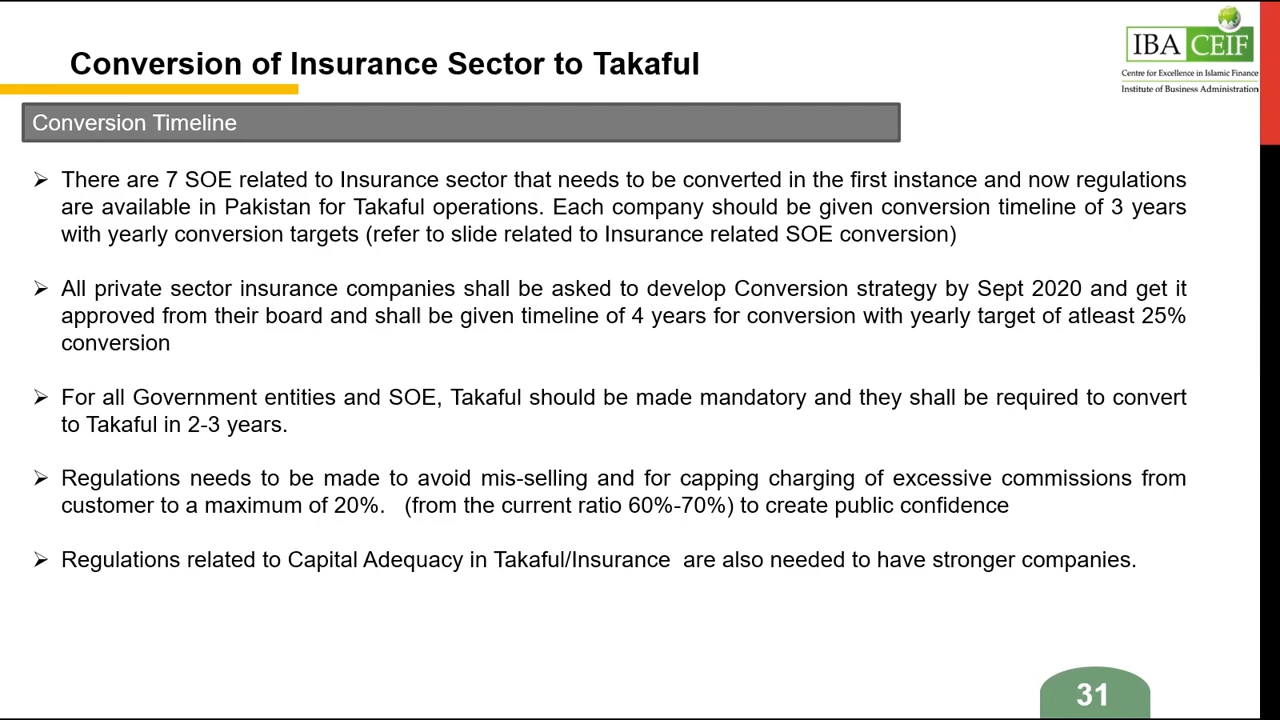 Conversion of Insurance Sector to Takaful
IBA CEIF
Centre for Excellence in Islamic Finance
Institute of Business Administration
Conversion Timeline
➢ There are 7 SOE related to Insurance sector that needs to be converted in the first instance and now regulations
are available in Pakistan for Takaful operations. Each company should be given conversion timeline of 3 years
with yearly conversion targets (refer to slide related to Insurance related SOE conversion)
➢ All private sector insurance companies shall be asked to develop Conversion strategy by Sept 2020 and get it
approved from their board and shall be given timeline of 4 years for conversion with yearly target of atleast 25%
conversion
➢ For all Government entities and SOE, Takaful should be made mandatory and they shall be required to convert
to Takaful in 2-3 years.
➢ Regulations needs to be made to avoid mis-selling and for capping charging of excessive commissions from
customer to a maximum of 20%. (from the current ratio 60%-70%) to create public confidence
➢ Regulations related to Capital Adequacy in Takaful/Insurance are also needed to have stronger companies.
31